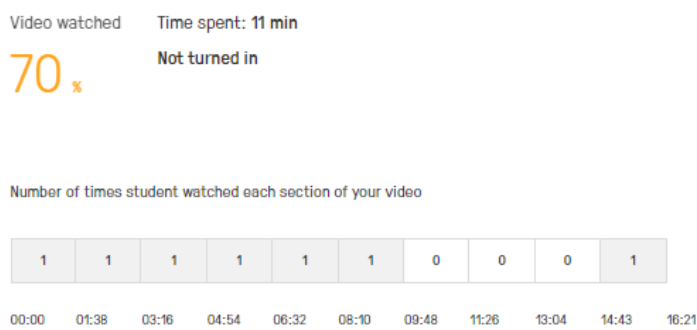 Video watched Time spent: 11 min
70 % Not turned in
Number of times student watched each section of your video
1 1 1 1 1 1 0 0 0 1
00:00 01:38 03:16 04:54 06:32 08:10 09:48 11:26 13:04 14:43 16:21